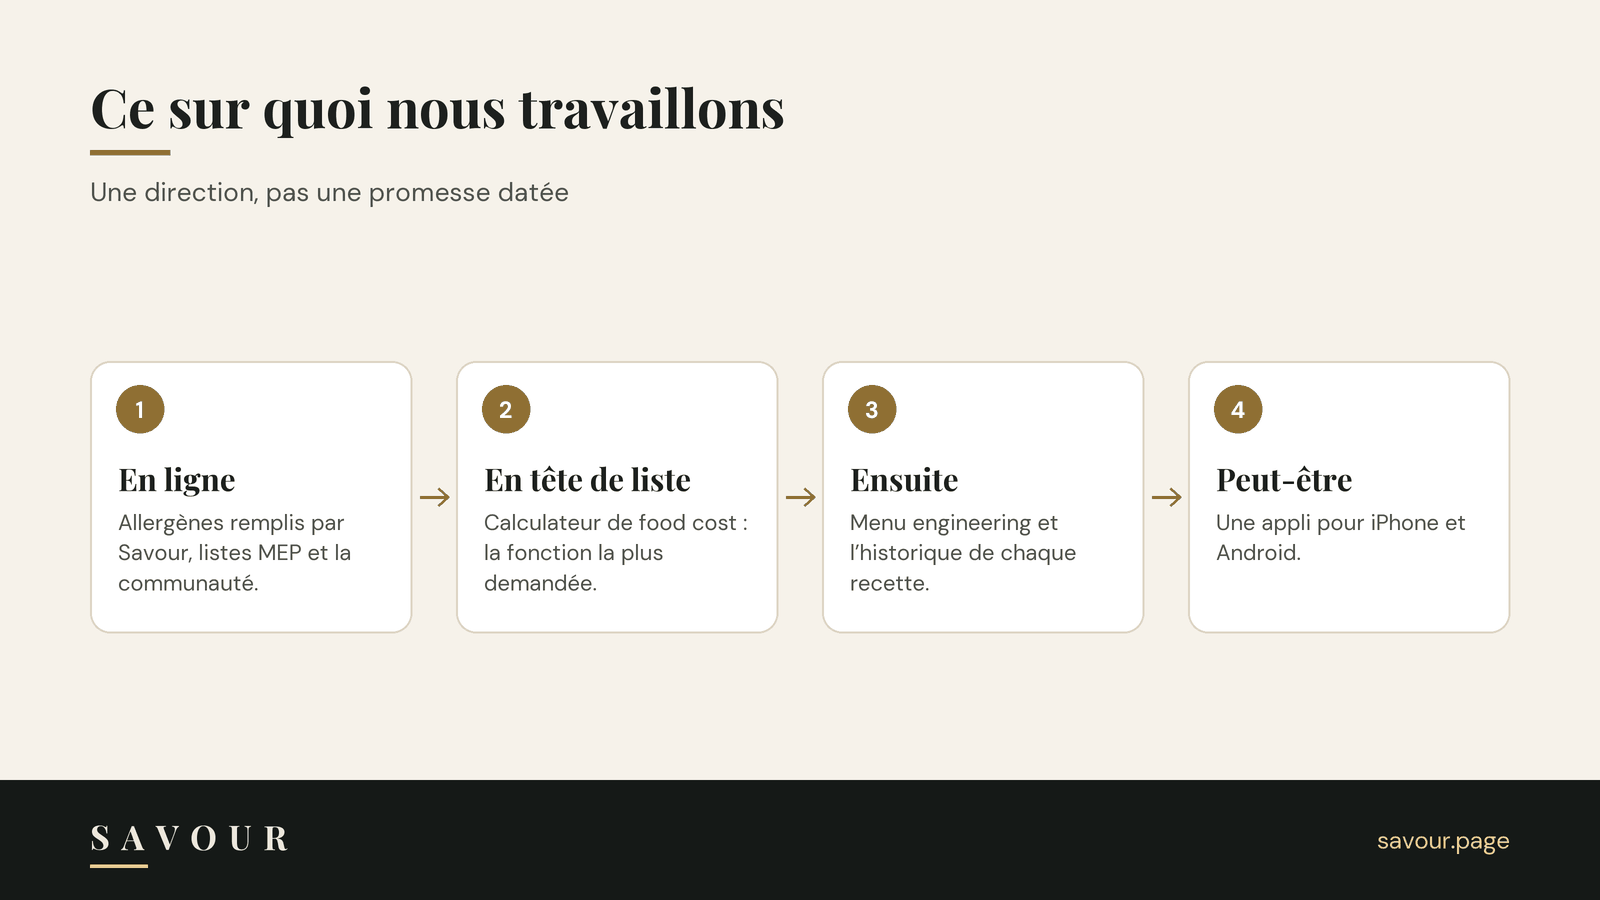 Ce sur quoi nous travaillons
Une direction, pas une promesse datée
1
En ligne
Allergènes remplis par
Savour, listes MEP et la
communauté.
2
En tête de liste
Calculateur de food cost :
la fonction la plus
demandée.
3
Ensuite
Menu engineering et
l’historique de chaque
recette.
4
Peut-être
Une appli pour iPhone et
Android.
SAVOUR
savour.page